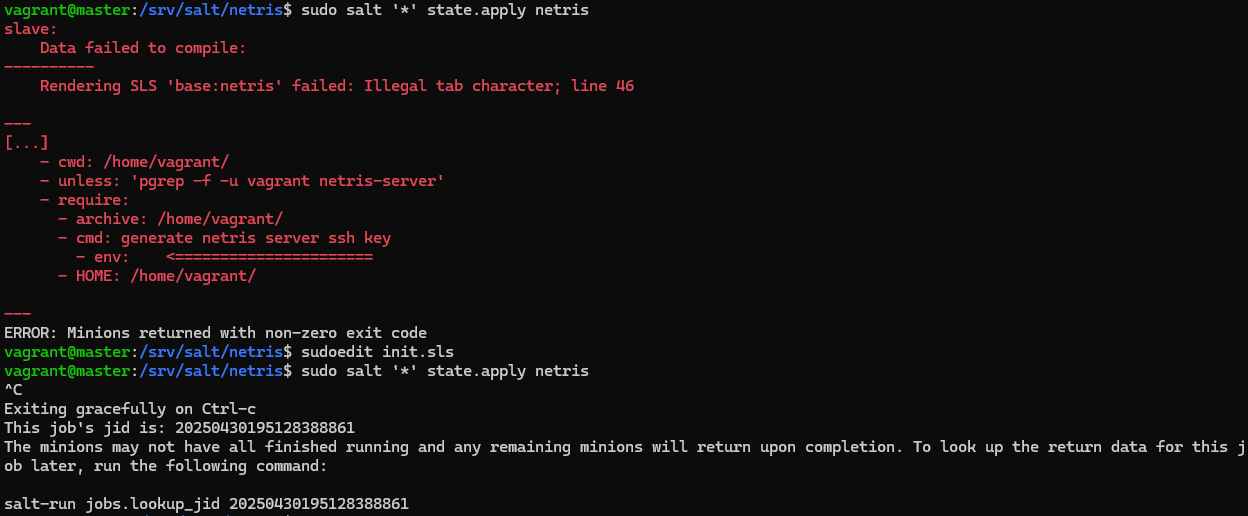 vagrant@master:/srv/salt/netris$ sudo salt '*' state.apply netris
slave:
    Data failed to compile:
----------
    Rendering SLS 'base:netris' failed: Illegal tab character; line 46

---
[...]
    - cwd: /home/vagrant/
    - unless: 'pgrep -f -u vagrant netris-server'
    - require:
      - archive: /home/vagrant/
      - cmd: generate netris server ssh key
        - env:    <======================
      - HOME: /home/vagrant/

---
ERROR: Minions returned with non-zero exit code
vagrant@master:/srv/salt/netris$ sudoedit init.sls
vagrant@master:/srv/salt/netris$ sudo salt '*' state.apply netris
^C
Exiting gracefully on Ctrl-c
This job's jid is: 20250430195128388861
The minions may not have all finished running and any remaining minions will return upon completion. To look up the return data for this j
ob later, run the following command:

salt-run jobs.lookup_jid 20250430195128388861